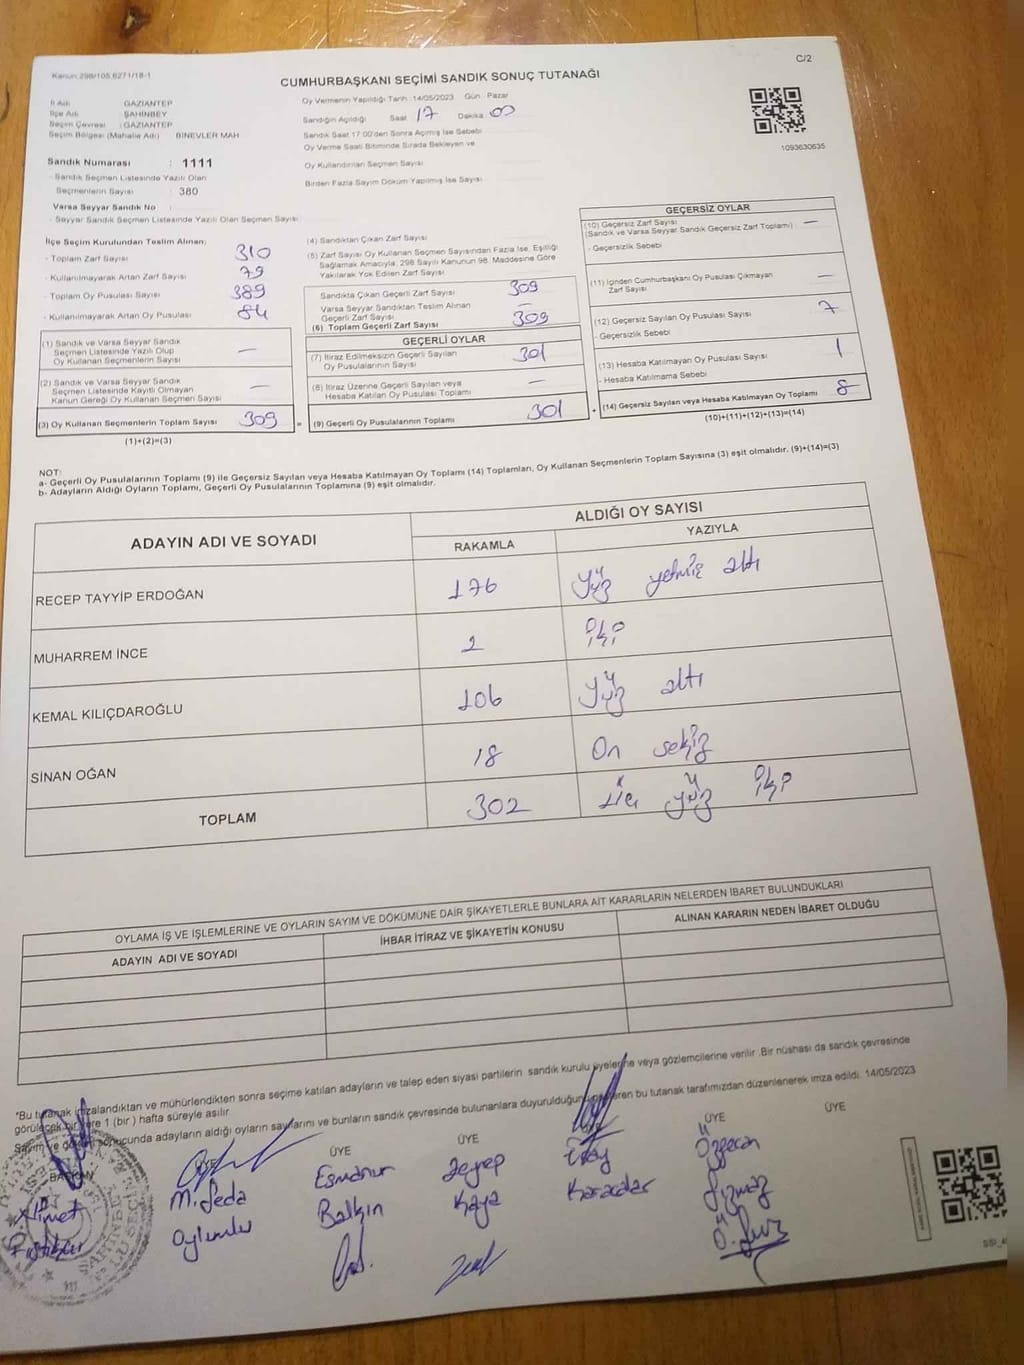 Kanun:298/105,6271/18-1
C/2
CUMHURBAŞKANI SEÇİMİ SANDIK SONUÇ TUTANAĞI
İl Adı GAZİANTEP
İlçe Adı ŞAHİNBEY
Seçim Çevresi : GAZİANTEP
Seçim Bölgesi (Mahalle Adı) BİNEVLER MAH
Oy Vermenin Yapıldığı Tarih :14/05/2023 Gün : Pazar
Sandığın Açıldığı Saat 17 Dakika 00
Sandık Saat 17:00'den Sonra Açılmış İse Sebebi
Oy Verme Saati Bitiminde Sırada Bekleyen ve
Oy Kullandırılan Seçmen Sayısı
Birden Fazla Sayım Döküm Yapılmış İse Sayısı
1093630635
Sandık Numarası : 1111
- Sandık Seçmen Listesinde Yazılı Olan
Seçmenlerin Sayısı : 380
Varsa Seyyar Sandık No :
- Seyyar Sandık Seçmen Listesinde Yazılı Olan Seçmen Sayısı
İlçe Seçim Kurulundan Teslim Alınan;
- Toplam Zarf Sayısı 310
- Kullanılmayarak Artan Zarf Sayısı 79
- Toplam Oy Pusulası Sayısı 389
- Kullanılmayarak Artan Oy Pusulası 84
(1) Sandık ve Varsa Seyyar Sandık
Seçmen Listesinde Yazılı Olup
Oy Kullanan Seçmenlerin Sayısı —
(2) Sandık ve Varsa Seyyar Sandık
Seçmen Listesinde Kayıtlı Olmayan
Kanun Gereği Oy Kullanan Seçmen Sayısı —
(3) Oy Kullanan Seçmenlerin Toplam Sayısı 309 =
(1)+(2)=(3)
(4) Sandıktan Çıkan Zarf Sayısı
(5) Zarf Sayısı Oy Kullanan Seçmen Sayısından Fazla İse, Eşitliği
Sağlamak Amacıyla; 298 Sayılı Kanunun 98. Maddesine Göre
Yakılarak Yok Edilen Zarf Sayısı
Sandıkta Çıkan Geçerli Zarf Sayısı 309
Varsa Seyyar Sandıktan Teslim Alınan
Geçerli Zarf Sayısı —
(6) Toplam Geçerli Zarf Sayısı 309
GEÇERLİ OYLAR
(7) İtiraz Edilmeksizin Geçerli Sayılan
Oy Pusulasının Sayısı 301
(8) İtiraz Üzerine Geçerli Sayılan veya
Hesaba Katılan Oy Pusulası Toplamı —
(9) Geçerli Oy Pusulalarının Toplamı 301 +
GEÇERSİZ OYLAR
(10) Geçersiz Zarf Sayısı
(Sandık ve Varsa Seyyar Sandık Geçersiz Zarf Toplamı) —
- Geçersizlik Sebebi
(11) İçinden Cumhurbaşkanı Oy Pusulası Çıkmayan
Zarf Sayısı —
(12) Geçersiz Sayılan Oy Pusulası Sayısı 7
- Geçersizlik Sebebi
(13) Hesaba Katılmayan Oy Pusulası Sayısı 1
- Hesaba Katılmama Sebebi
(14) Geçersiz Sayılan veya Hesaba Katılmayan Oy Toplamı 8
(10)+(11)+(12)+(13)=(14)
NOT:
a- Geçerli Oy Pusulalarının Toplamı (9) ile Geçersiz Sayılan veya Hesaba Katılmayan Oy Toplamı (14) Toplamları, Oy Kullanan Seçmenlerin Toplam Sayısına (3) eşit olmalıdır. (9)+(14)=(3)
b- Adayların Aldığı Oyların Toplamı, Geçerli Oy Pusulalarının Toplamına (9) eşit olmalıdır.
ADAYIN ADI VE SOYADI
ALDIĞI OY SAYISI
RAKAMLA YAZIYLA
RECEP TAYYİP ERDOĞAN 176 Yüz yetmiş altı
MUHARREM İNCE 2 iki
KEMAL KILIÇDAROĞLU 106 Yüz altı
SİNAN OĞAN 18 On sekiz
TOPLAM 302 üç yüz iki
OYLAMA İŞ VE İŞLEMLERİNE VE OYLARIN SAYIM VE DÖKÜMÜNE DAİR ŞİKAYETLERLE BUNLARA AİT KARARLARIN NELERDEN İBARET BULUNDUKLARI
ADAYIN ADI VE SOYADI İHBAR İTİRAZ VE ŞİKAYETİN KONUSU ALINAN KARARIN NEDEN İBARET OLDUĞU
"Bu tutanak imzalandıktan ve mühürlendikten sonra seçime katılan adayların ve talep eden siyasi partilerin sandık kurulu üyelerine veya gözlemcilerine verilir .Bir nüshası da sandık çevresinde
görülecek bir yere 1 (bir ) hafta süreyle asılır
Sayım ve döküm sonucunda adayların aldığı oyların sayılarını ve bunların sandık çevresinde bulunanlara duyurulduğunu gösteren bu tutanak tarafımızdan düzenlenerek imza edildi. 14/05/2023
BAŞKAN ÜYE ÜYE ÜYE ÜYE ÜYE ÜYE
Esmanur Zeynep Özgecan
Balkın Kaya Karacalar